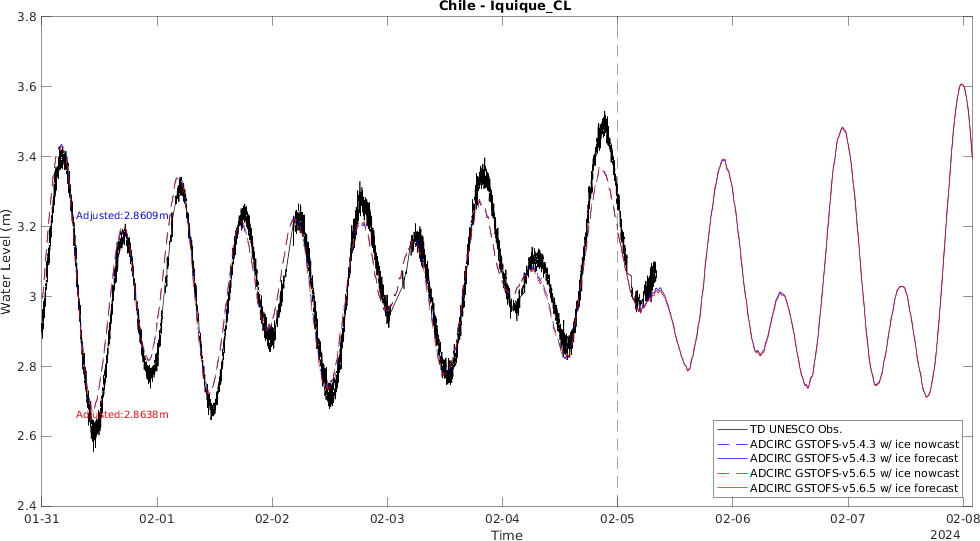 Chile - Iquique_CL
Water Level (m)
3.8
3.6
3.4
3.2
3
2.8
2.6
2.4
Adjusted:2.8609m
Adjusted:2.8638m
TD UNESCO Obs.
ADCIRC GSTOFS-v5.4.3 w/ ice nowcast
ADCIRC GSTOFS-v5.4.3 w/ ice forecast
ADCIRC GSTOFS-v5.6.5 w/ ice nowcast
ADCIRC GSTOFS-v5.6.5 w/ ice forecast
01-31 02-01 02-02 02-03 02-04 02-05 02-06 02-07 02-08
Time
2024